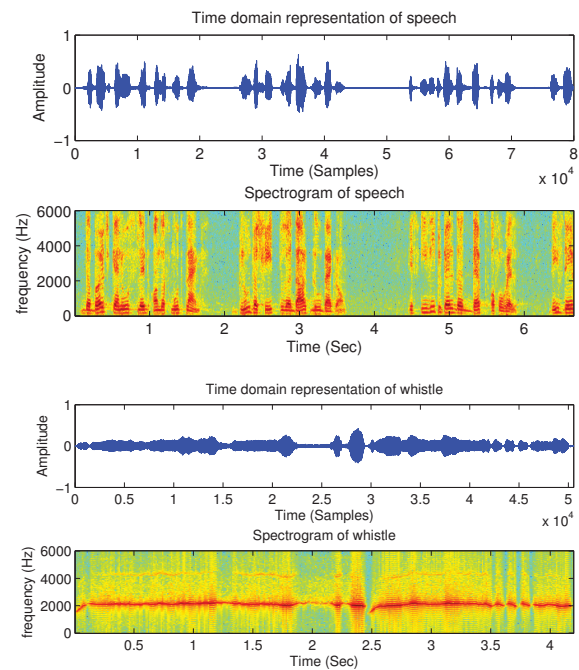 Time domain representation of speech
1
0
−1
Amplitude
0 1 2 3 4 5 6 7 8
Time (Samples)
x 10^4
Spectrogram of speech
6000
4000
2000
0
frequency (Hz)
1 2 3 4 5 6
Time (Sec)
Time domain representation of whistle
1
0
−1
Amplitude
0 0.5 1 1.5 2 2.5 3 3.5 4 4.5 5
Time (Samples)
x 10^4
Spectrogram of whistle
6000
4000
2000
0
frequency (Hz)
0.5 1 1.5 2 2.5 3 3.5 4
Time (Sec)